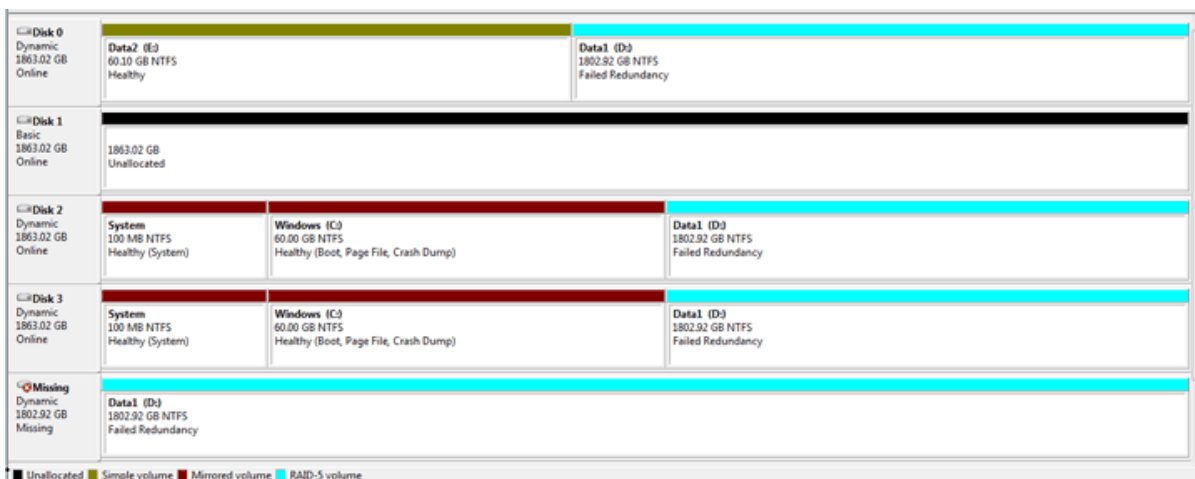 Disk 0
Dynamic
1863.02 GB
Online
Data2 (E:)
60.10 GB NTFS
Healthy
Data1 (D:)
1802.92 GB NTFS
Failed Redundancy
Disk 1
Basic
1863.02 GB
Online
1863.02 GB
Unallocated
Disk 2
Dynamic
1863.02 GB
Online
System
100 MB NTFS
Healthy (System)
Windows (C:)
60.00 GB NTFS
Healthy (Boot, Page File, Crash Dump)
Data1 (D:)
1802.92 GB NTFS
Failed Redundancy
Disk 3
Dynamic
1863.02 GB
Online
System
100 MB NTFS
Healthy (System)
Windows (C:)
60.00 GB NTFS
Healthy (Boot, Page File, Crash Dump)
Data1 (D:)
1802.92 GB NTFS
Failed Redundancy
Missing
Dynamic
1802.92 GB
Missing
Data1 (D:)
1802.92 GB NTFS
Failed Redundancy
Unallocated Simple volume Mirrored volume RAID-5 volume